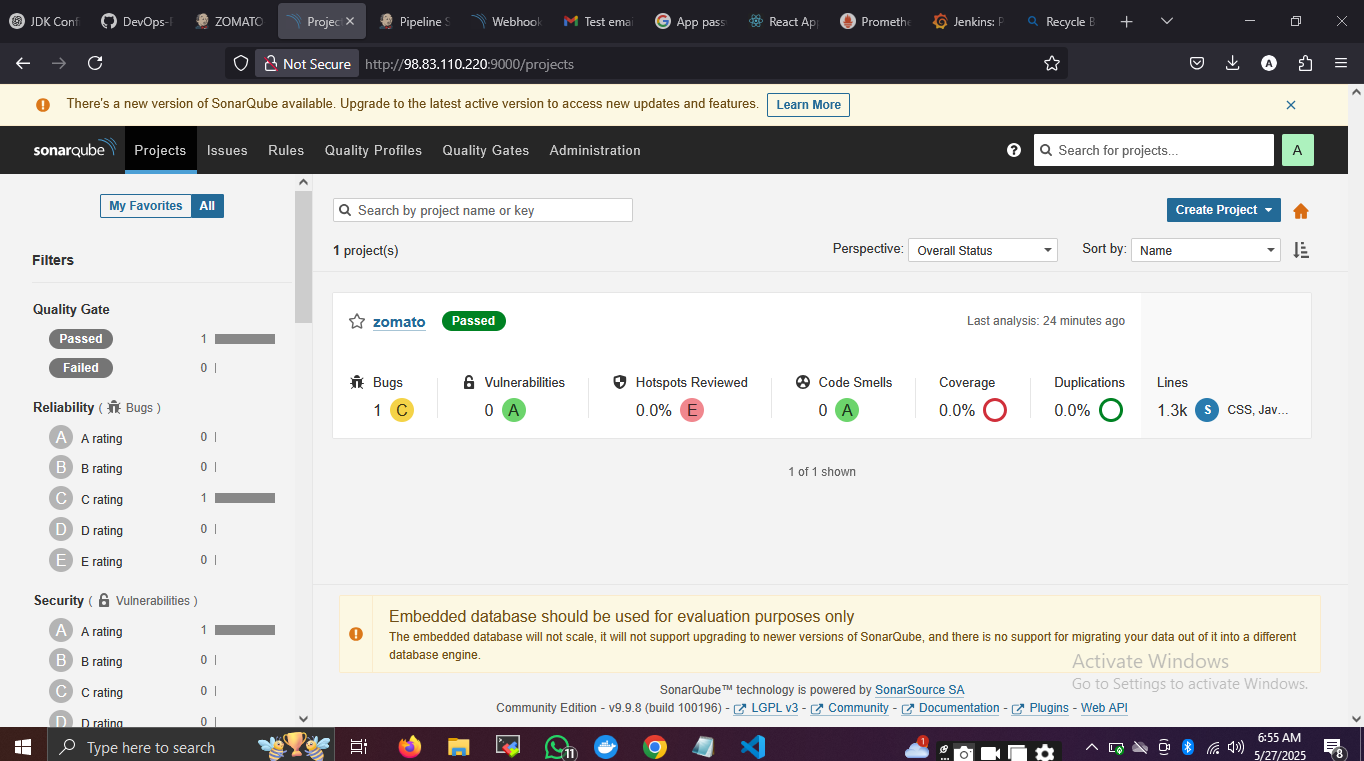 JDK Conf
DevOps-
ZOMATO
Project
Pipeline S
Webhook
Test emai
App pass
React Ap
Promethe
Jenkins: P
Recycle B
Not Secure
http://98.83.110.220:9000/projects
There's a new version of SonarQube available. Upgrade to the latest active version to access new updates and features.
Learn More
sonarqube
Projects
Issues
Rules
Quality Profiles
Quality Gates
Administration
Search for projects...
A
My Favorites
All
Search by project name or key
Create Project
1 project(s)
Perspective:
Overall Status
Sort by:
Name
Filters
Quality Gate
Passed 1
Failed 0
Reliability ( Bugs )
A A rating 0
B B rating 0
C C rating 1
D D rating 0
E E rating 0
Security ( Vulnerabilities )
A A rating 1
B B rating 0
C C rating 0
D D rating 0
zomato
Passed
Last analysis: 24 minutes ago
Bugs
1 C
Vulnerabilities
0 A
Hotspots Reviewed
0.0% E
Code Smells
0 A
Coverage
0.0%
Duplications
0.0%
Lines
1.3k S CSS, Jav...
1 of 1 shown
Embedded database should be used for evaluation purposes only
The embedded database will not scale, it will not support upgrading to newer versions of SonarQube, and there is no support for migrating your data out of it into a different
database engine.
Activate Windows
Go to Settings to activate Windows.
SonarQube™ technology is powered by SonarSource SA
Community Edition - v9.9.8 (build 100196) - LGPL v3 - Community - Documentation - Plugins - Web API
Type here to search
11
1
6:55 AM
5/27/2025
8